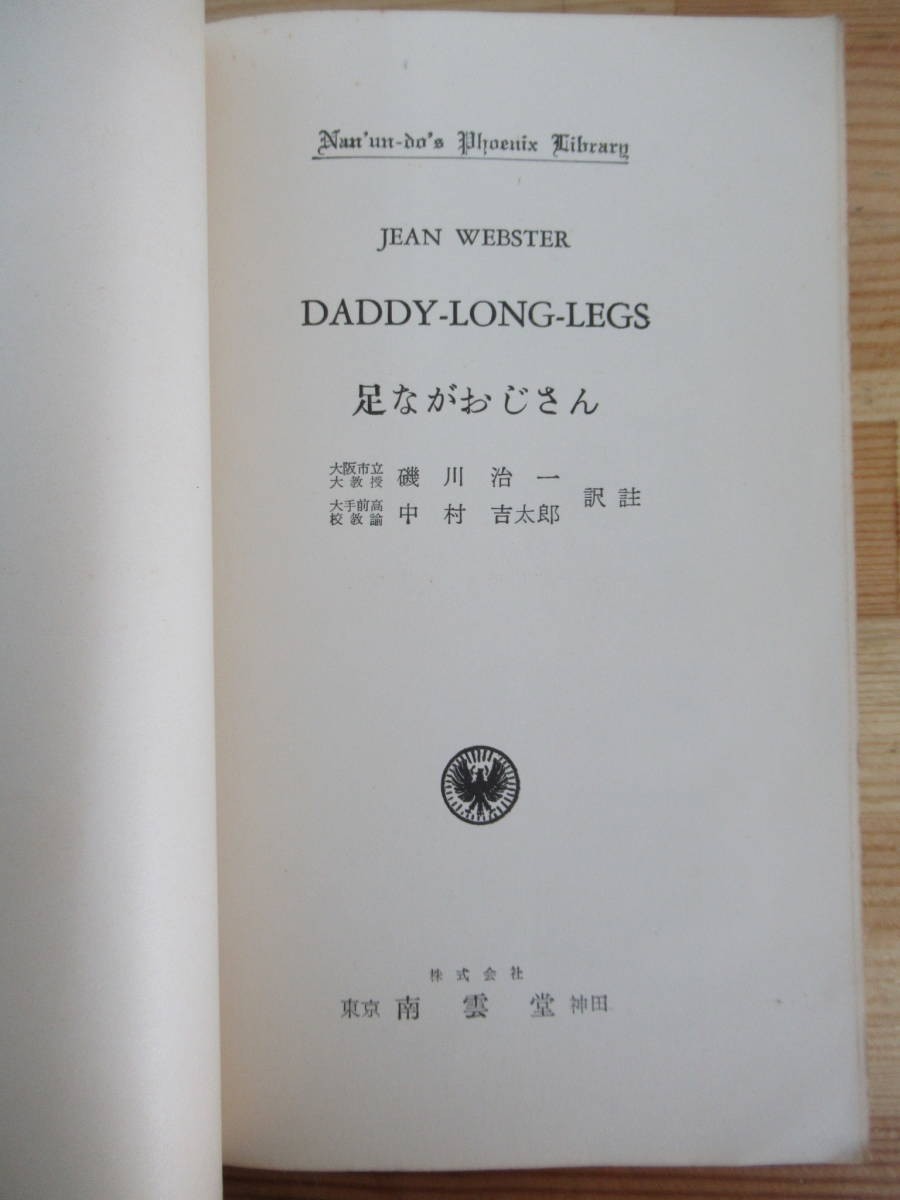 Nan'un-do's Phoenix Library
JEAN WEBSTER
DADDY-LONG-LEGS
足ながおじさん
大阪市立
大教授 磯川治一
大手前高
校教諭 中村吉太郎
訳註
株式会社
東京 南雲堂 神田